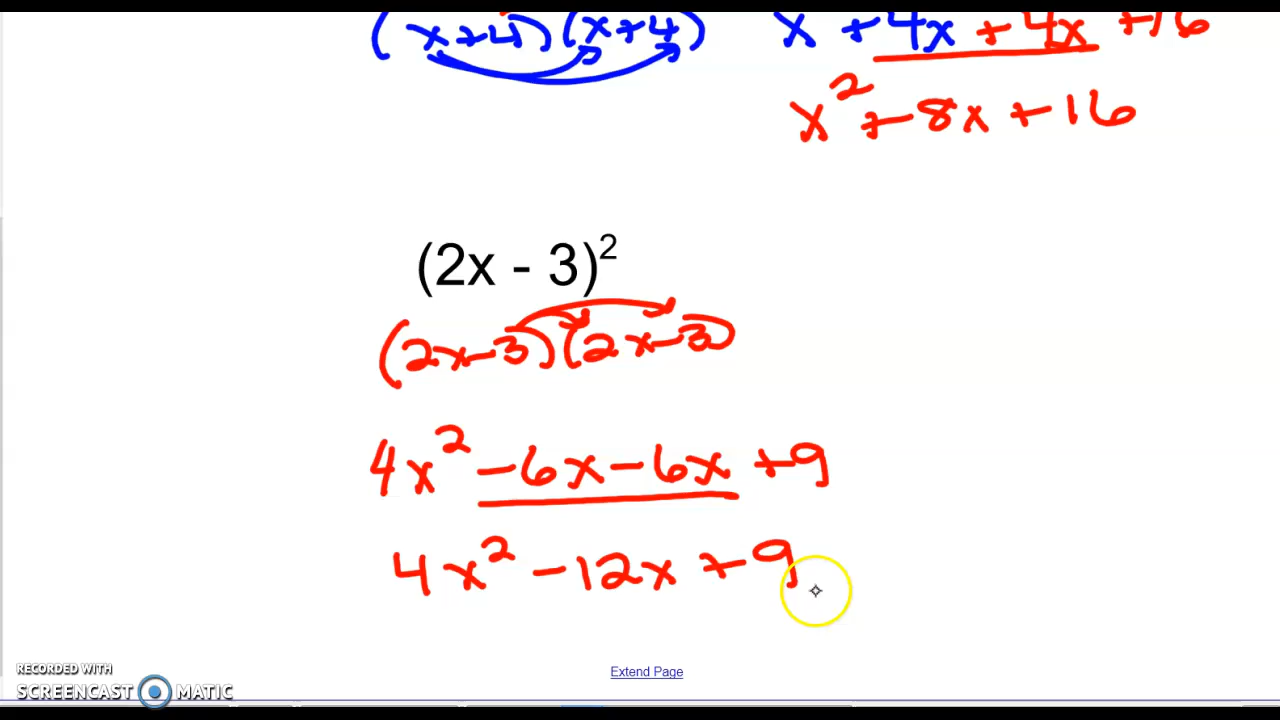 (x+4)(x+4) x +4x +4x +16
x² +8x +16
(2x - 3)²
(2x-3)(2x-3)
4x² -6x -6x +9
4x² -12x +9
Extend Page
RECORDED WITH
SCREENCAST MATIC